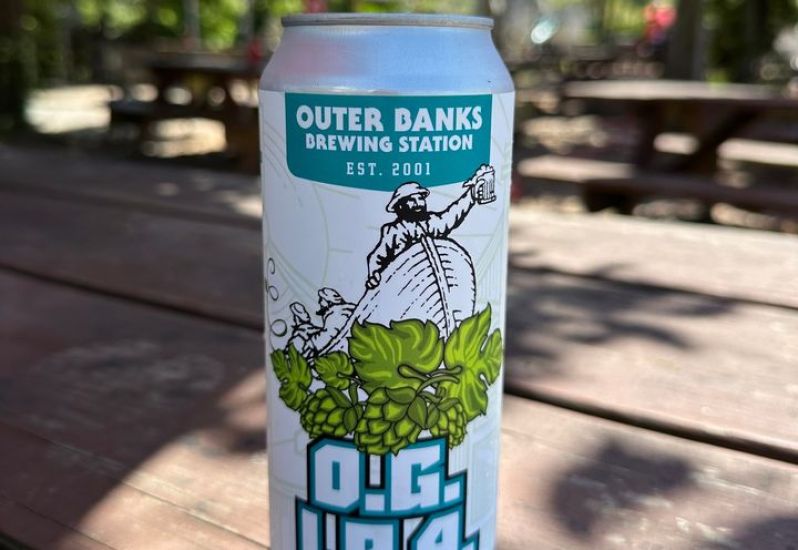 OUTER BANKS
BREWING STATION
EST. 2001
O.G.
I.P.A.